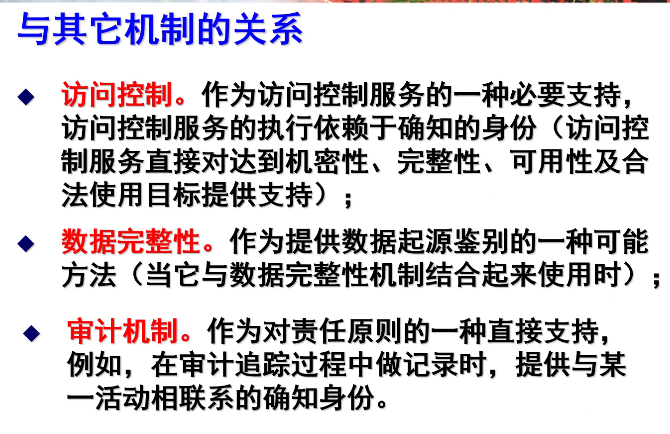 与其它机制的关系
访问控制。作为访问控制服务的一种必要支持，
访问控制服务的执行依赖于确知的身份（访问控
制服务直接对达到机密性、完整性、可用性及合
法使用目标提供支持）；
数据完整性。作为提供数据起源鉴别的一种可能
方法（当它与数据完整性机制结合起来使用时）；
审计机制。作为对责任原则的一种直接支持，
例如，在审计追踪过程中做记录时，提供与某
一活动相联系的确知身份。